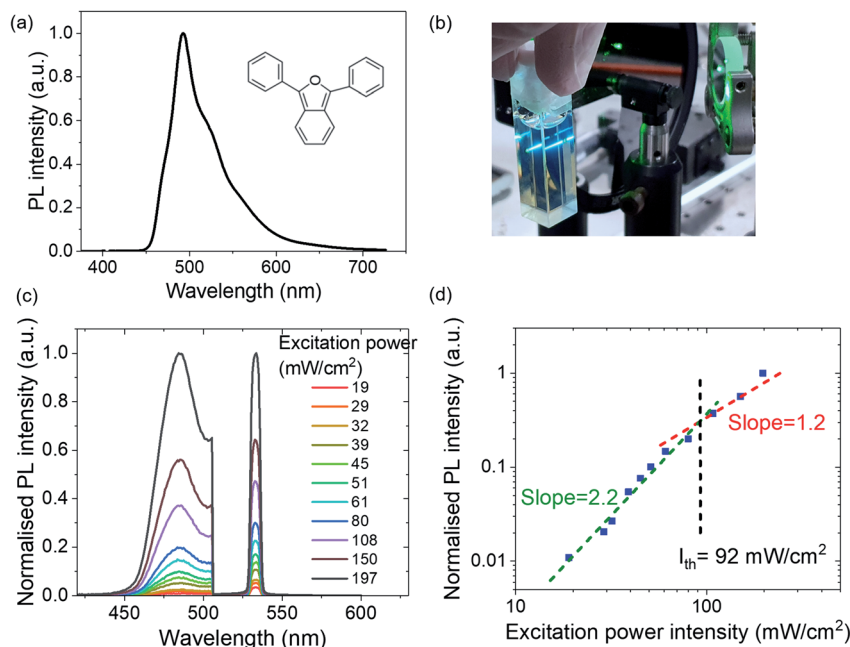 (a)
PL intensity (a.u.)
1.0
0.8
0.6
0.4
0.2
0.0
400
500
600
700
Wavelength (nm)
O
(b)
(c)
Normalised PL intensity (a.u.)
1.0
0.8
0.6
0.4
0.2
0.0
450
500
550
600
Wavelength (nm)
Excitation power
(mW/cm²)
19
29
32
39
45
51
61
80
108
150
197
(d)
Normalised PL intensity (a.u.)
1
0.1
0.01
10
100
Excitation power intensity (mW/cm²)
Slope=1.2
Slope=2.2
Ith= 92 mW/cm²